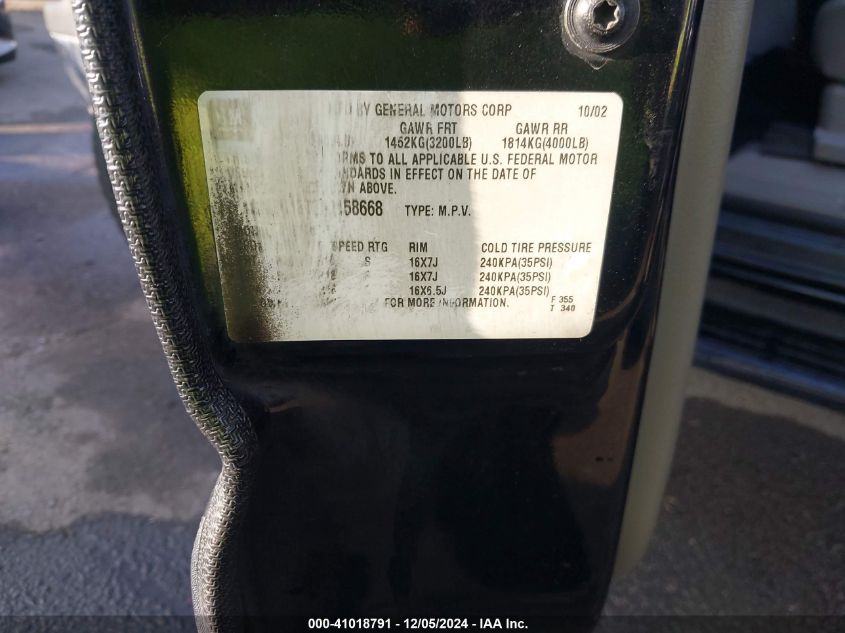 BY GENERAL MOTORS CORP 10/02
GAWR FRT GAWR RR
1452KG(3200LB) 1814KG(4000LB)
TO ALL APPLICABLE U.S. FEDERAL MOTOR
IN EFFECT ON THE DATE OF
ABOVE.
58668 TYPE: M.P.V.
SPEED RTG RIM COLD TIRE PRESSURE
S 16X7J 240KPA(35PSI)
16X7J 240KPA(35PSI)
16X6.5J 240KPA(35PSI)
FOR MORE INFORMATION. F 355
T 340
000-41018791 - 12/05/2024 - IAA Inc.